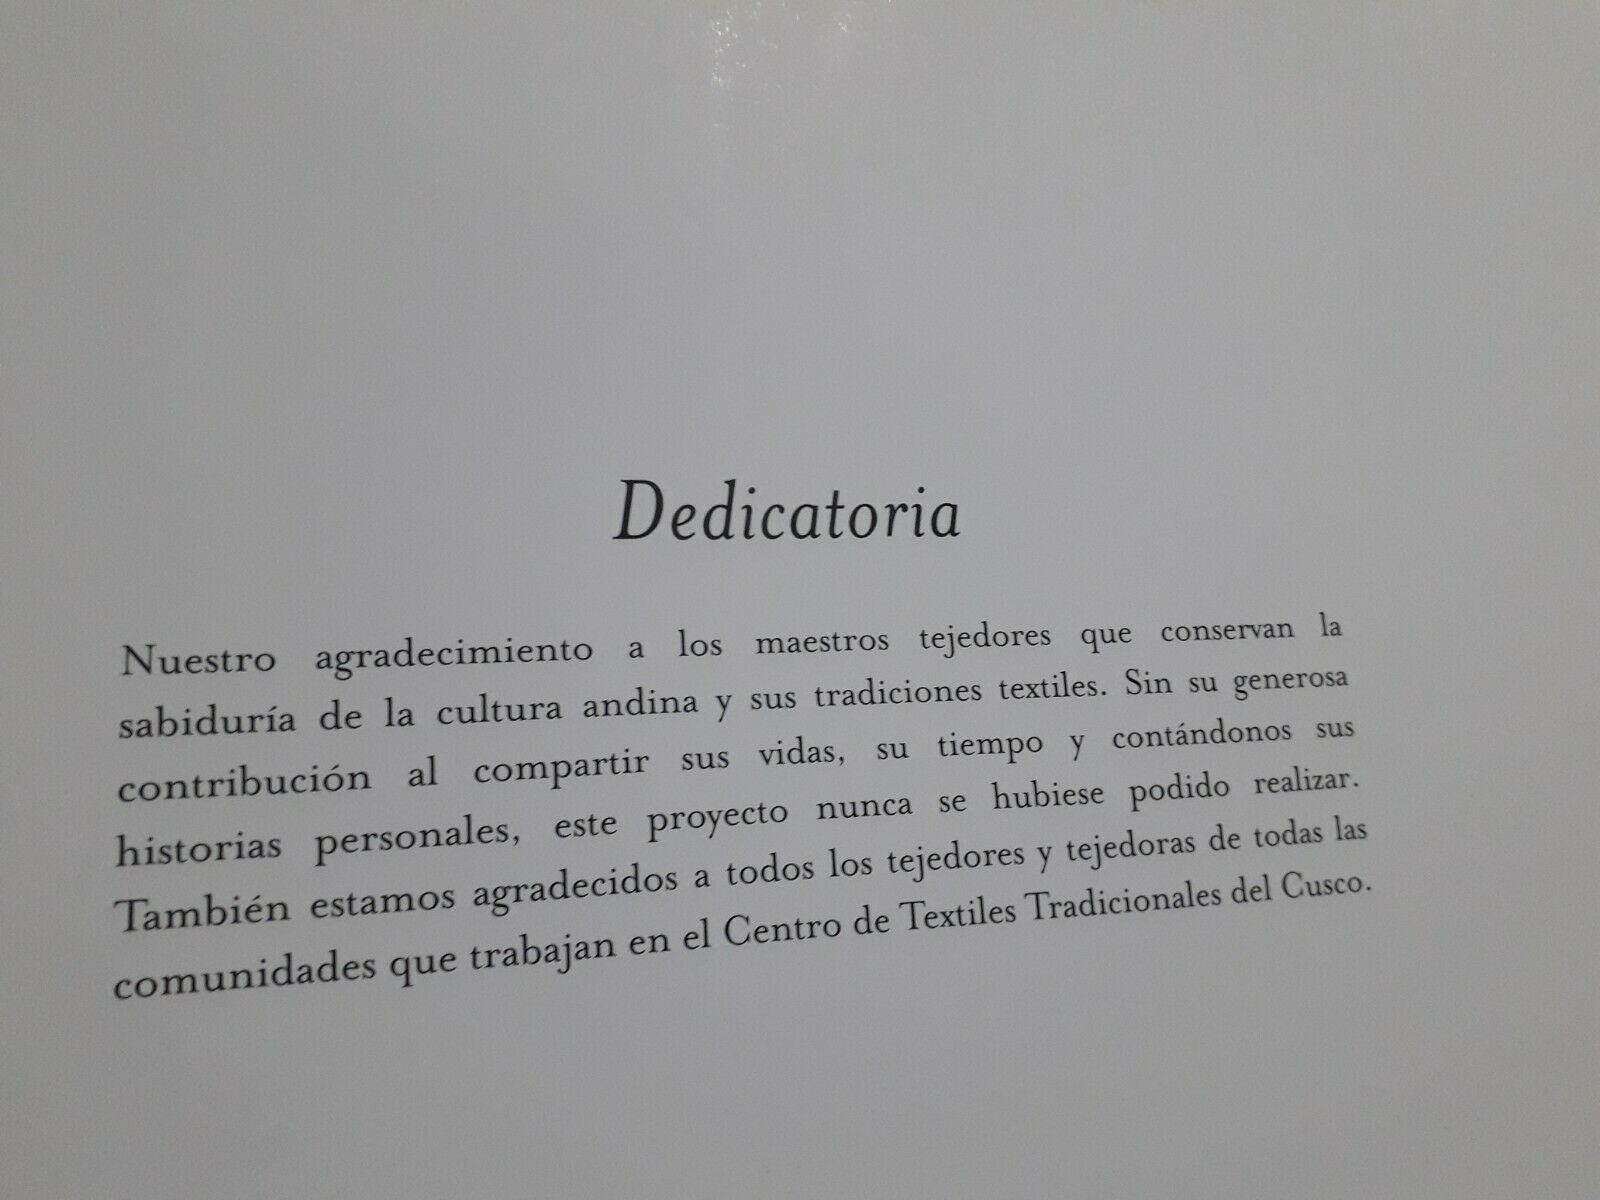 Dedicatoria
Nuestro agradecimiento a los maestros tejedores que conservan la
sabiduría de la cultura andina y sus tradiciones textiles. Sin su generosa
contribución al compartir sus vidas, su tiempo y contándonos sus
historias personales, este proyecto nunca se hubiese podido realizar.
También estamos agradecidos a todos los tejedores y tejedoras de todas las
comunidades que trabajan en el Centro de Textiles Tradicionales del Cusco.